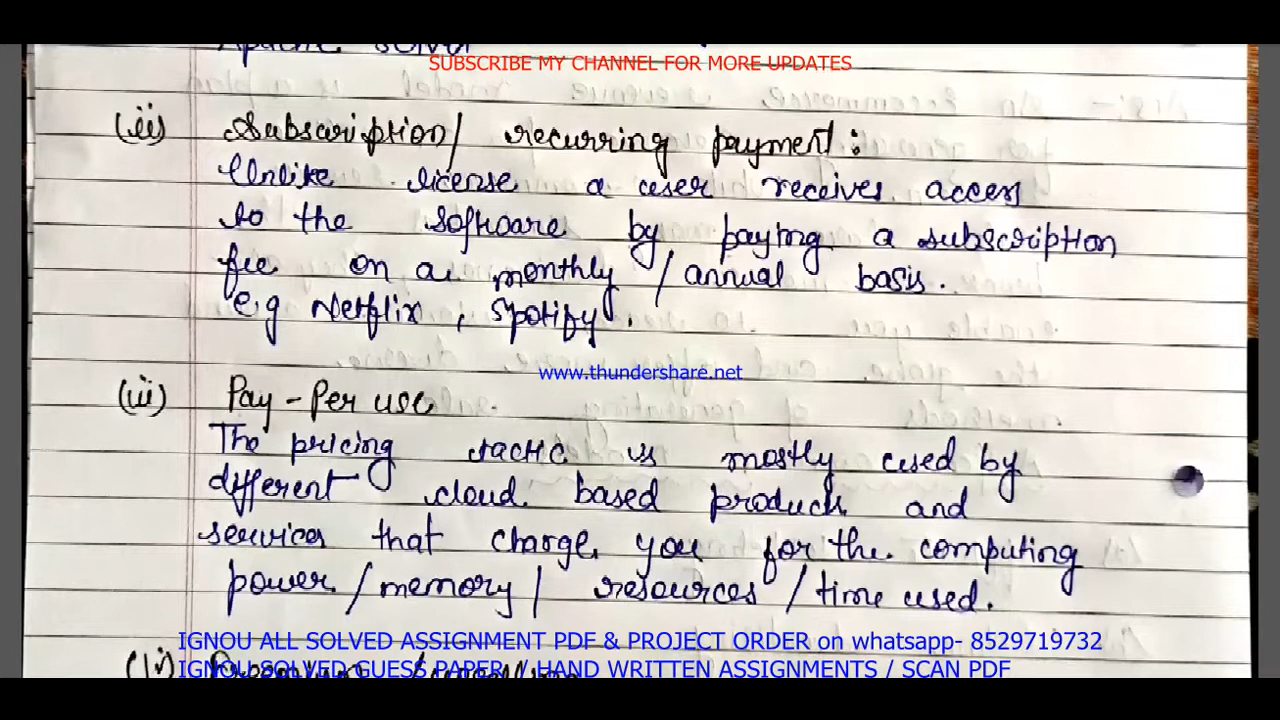 Apache server
SUBSCRIBE MY CHANNEL FOR MORE UPDATES
(ii) Subscription/ recurring payment:
Unlike license a user receives access
to the software by paying a subscription
fee on a monthly / annual basis.
e.g Netflix, Spotify.
www.thundershare.net
(iii) Pay-Per use
The pricing tactic is mostly used by
different cloud based products and
services that charge you for the computing
power/memory/ resources/time used.
IGNOU ALL SOLVED ASSIGNMENT PDF & PROJECT ORDER on whatsapp- 8529719732
(iv)
IGNOU SOLVED GUESS PAPER / HAND WRITTEN ASSIGNMENTS / SCAN PDF